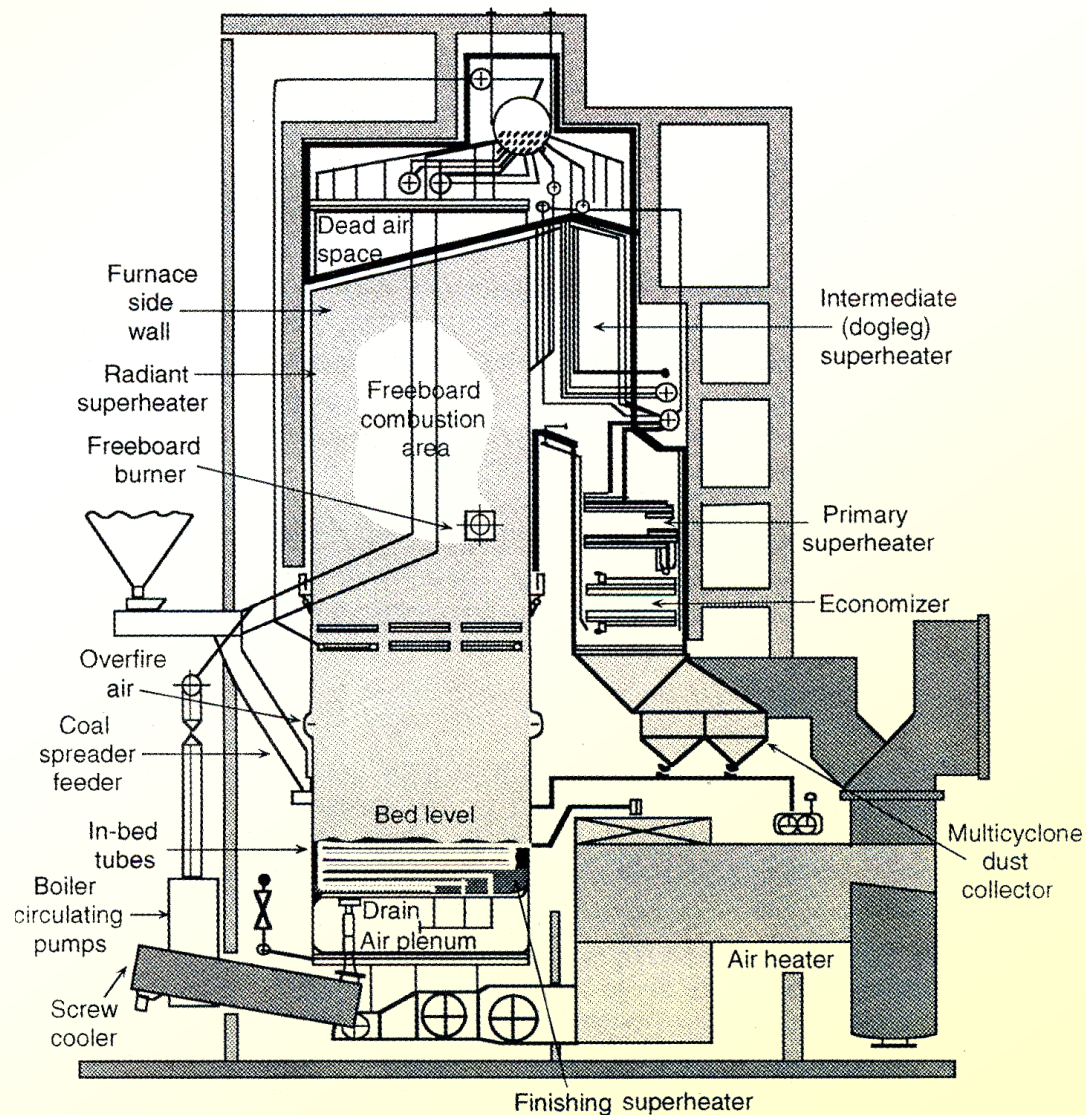 Dead air
space
Furnace
side
wall
Radiant
superheater
Freeboard
burner
Freeboard
combustion
area
Intermediate
(dogleg)
superheater
Primary
superheater
Economizer
Overfire
air
Coal
spreader
feeder
Bed level
In-bed
tubes
Multicyclone
dust
collector
Boiler
circulating
pumps
Drain
Air plenum
Air heater
Screw
cooler
Finishing superheater